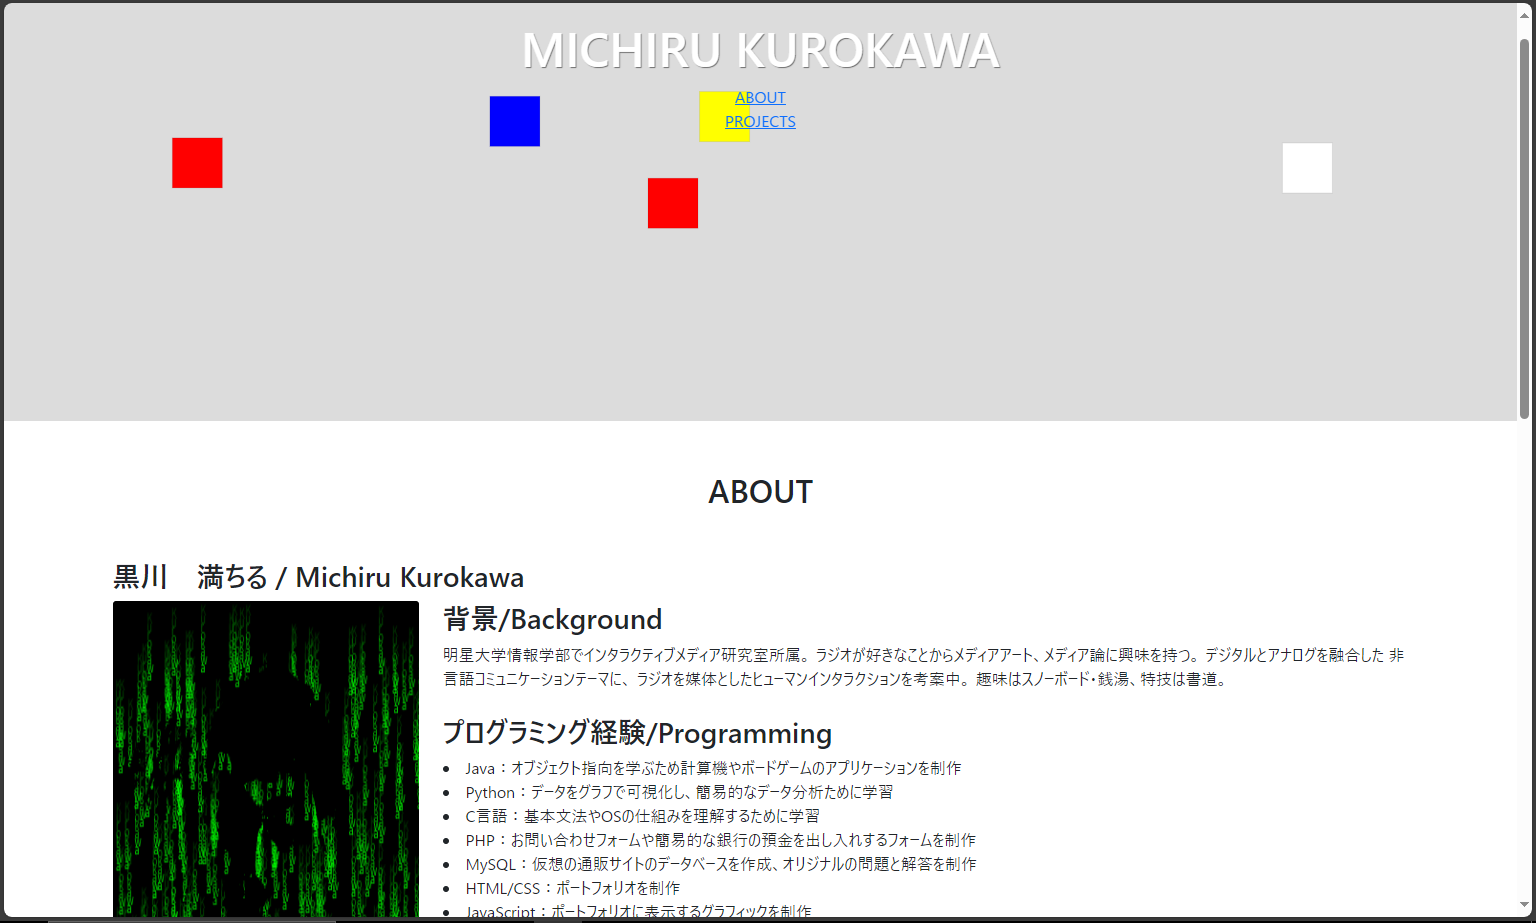 MICHIRU KUROKAWA
ABOUT
PROJECTS
ABOUT
黒川　満ちる / Michiru Kurokawa
背景/Background
明星大学情報学部でインタラクティブメディア研究室所属。ラジオが好きなことからメディアアート、メディア論に興味を持つ。デジタルとアナログを融合した 非
言語コミュニケーションテーマに、ラジオを媒体としたヒューマンインタラクションを考案中。趣味はスノーボード・銭湯、特技は書道。
プログラミング経験/Programming
• Java：オブジェクト指向を学ぶため計算機やボードゲームのアプリケーションを制作
• Python：データをグラフで可視化し、簡易的なデータ分析ために学習
• C言語：基本文法やOSの仕組みを理解するために学習
• PHP：お問い合わせフォームや簡易的な銀行の預金を出し入れするフォームを制作
• MySQL：仮想の通販サイトのデータベースを作成、オリジナルの問題と解答を制作
• HTML/CSS：ポートフォリオを制作
• JavaScript：ポートフォリオに表示するグラフィックを制作